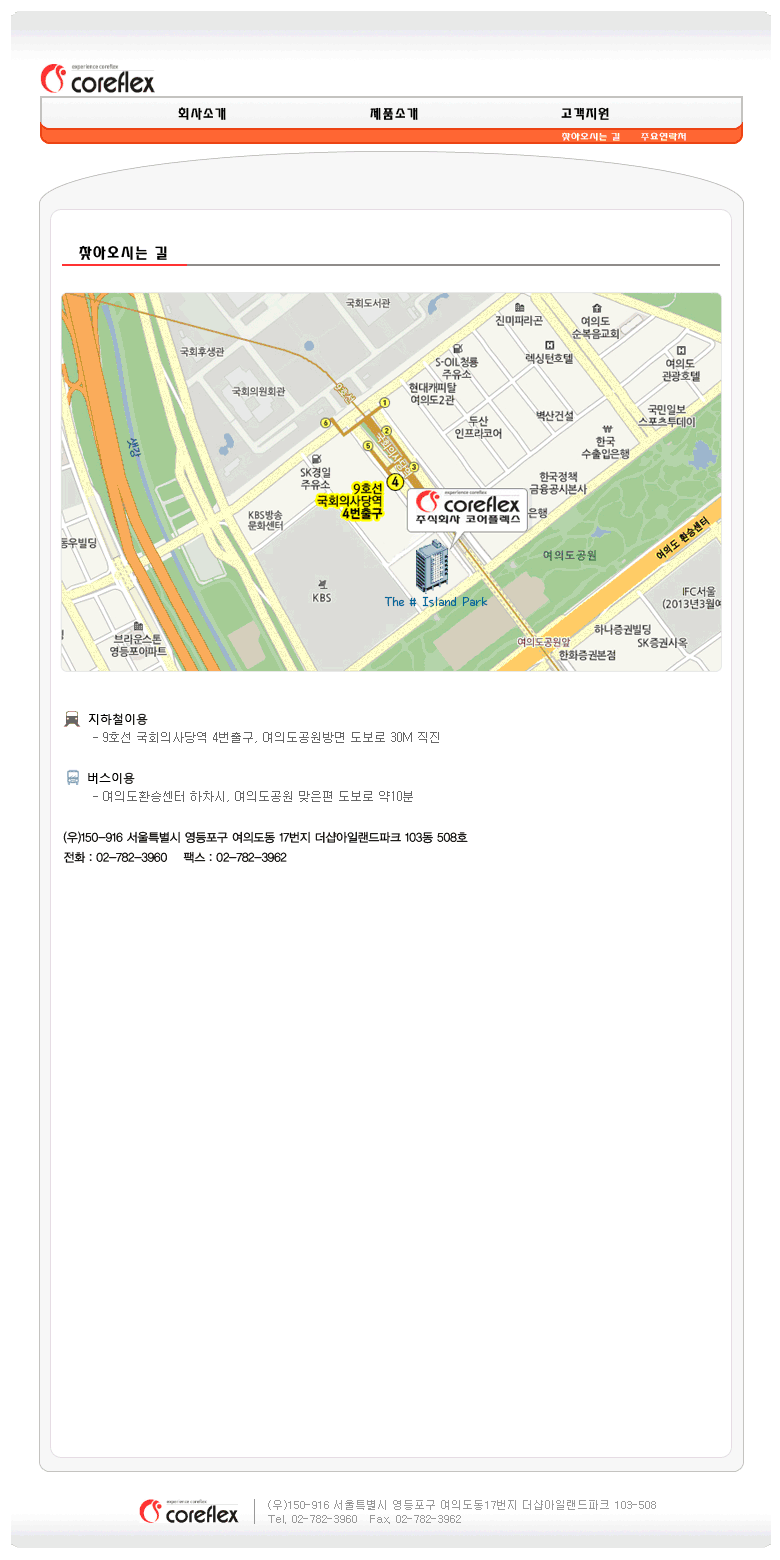 experience coreflex
coreflex
회사소개 제품소개 고객지원
찾아오시는 길 주요연락처
찾아오시는 길
국회도서관
진미파라곤
여의도
순복음교회
국회후생관
S-OIL청룡
주유소
렉싱턴호텔
여의도
관광호텔
국회의원회관
9호선
현대캐피탈
여의도2관
1
6
2
5
3
두산
인프라코어
벽산건설
국민일보
스포츠투데이
샛강
국회의사당
한국
수출입은행
SK경일
주유소
4
9호선
국회의사당역
4번출구
한국정책
금융공시본사
experience coreflex
coreflex
주식회사 코어플렉스
은행
KBS방송
문화센터
여의도 환승센터
동우빌딩
여의도공원
KBS
The # Island Park
IFC서울
(2013년3월여
브라운스톤
영등포아파트
하나증권빌딩
여의도공원앞
SK증권사옥
한화증권본점
지하철이용
- 9호선 국회의사당역 4번출구, 여의도공원방면 도보로 30M 직진
버스이용
- 여의도환승센터 하차시, 여의도공원 맞은편 도보로 약10분
(우)150-916 서울특별시 영등포구 여의도동 17번지 더샵아일랜드파크 103동 508호
전화 : 02-782-3960 팩스 : 02-782-3962
experience coreflex
coreflex
(우)150-916 서울특별시 영등포구 여의도동17번지 더샵아일랜드파크 103-508
Tel. 02-782-3960 Fax. 02-782-3962